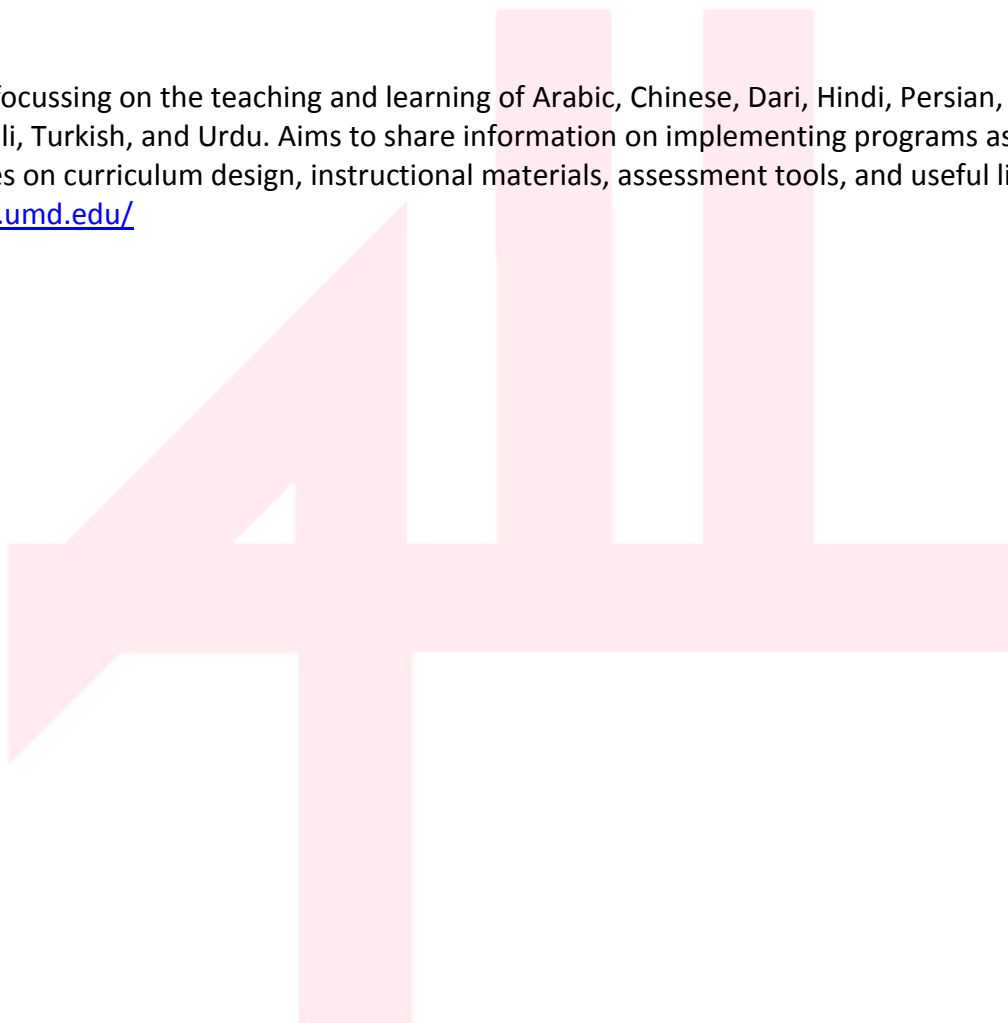 focussing on the teaching and learning of Arabic, Chinese, Dari, Hindi, Persian,
li, Turkish, and Urdu. Aims to share information on implementing programs as
es on curriculum design, instructional materials, assessment tools, and useful li
.umd.edu/